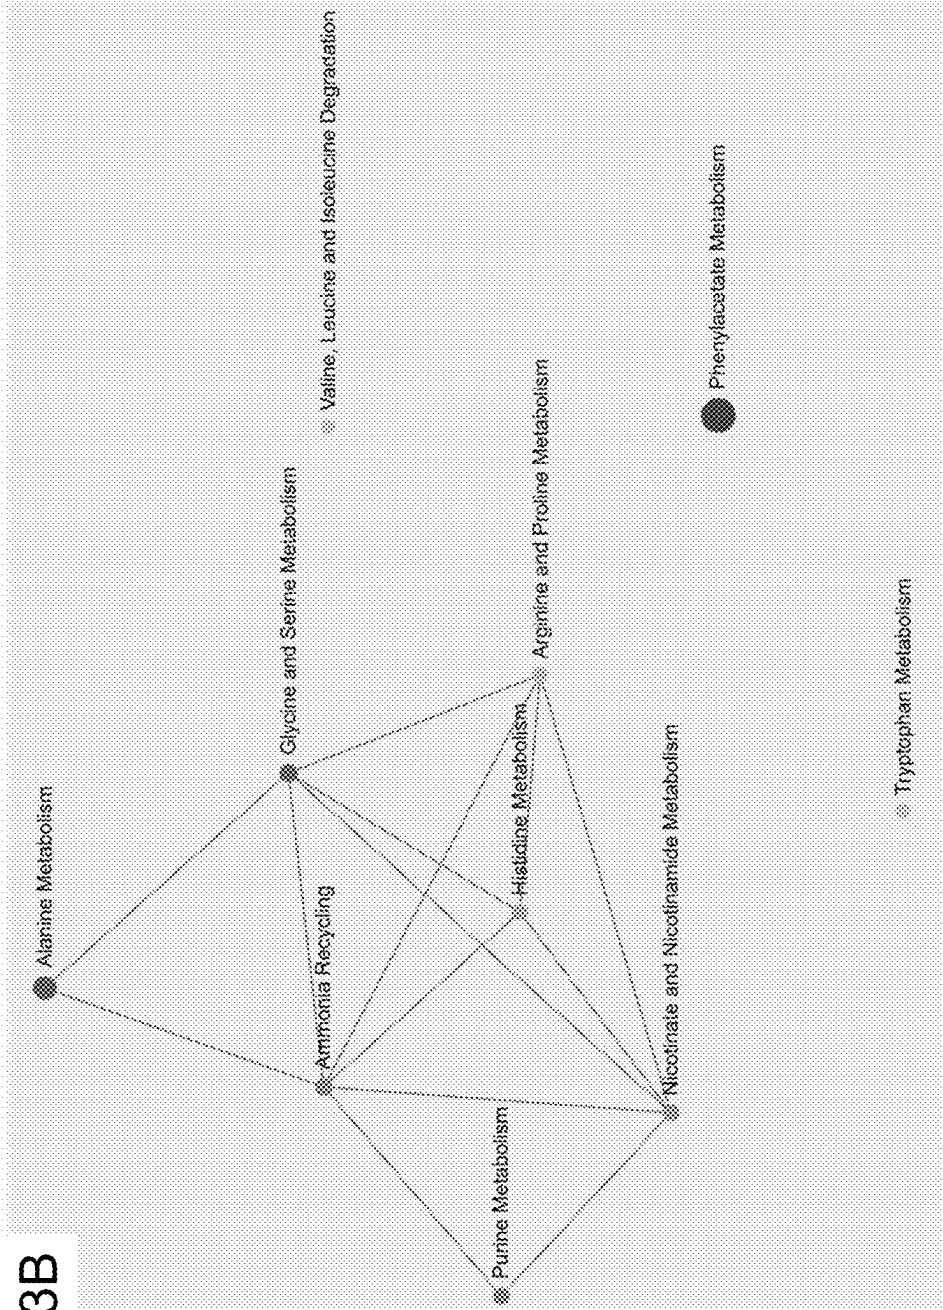 3B
Alanine Metabolism
Valine, Leucine and Isoleucine Degradation
Glycine and Serine Metabolism
Ammonia Recycling
Purine Metabolism
Histidine Metabolism
Arginine and Proline Metabolism
Nicotinate and Nicotinamide Metabolism
Phenylacetate Metabolism
Tryptophan Metabolism